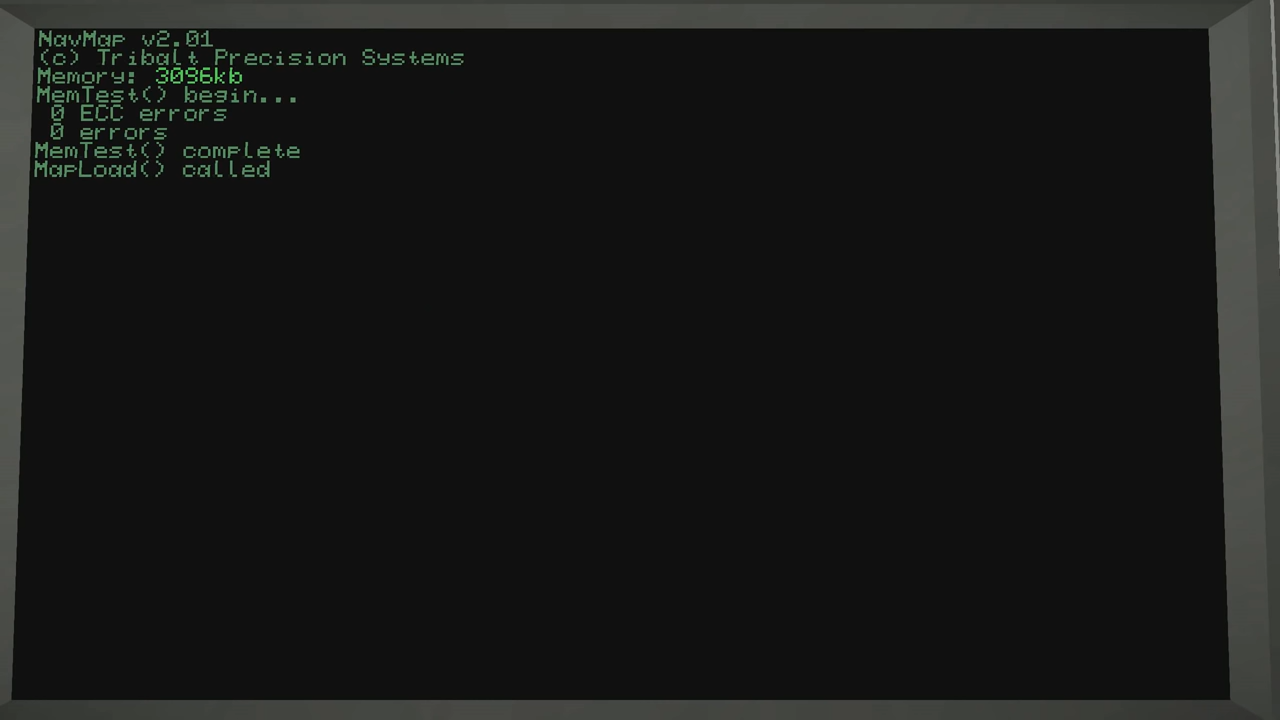 NavMap v2.01
(c) Tribalt Precision Systems
Memory: 3096kb
MemTest() begin...
0 ECC errors
0 errors
MemTest() complete
MapLoad() called